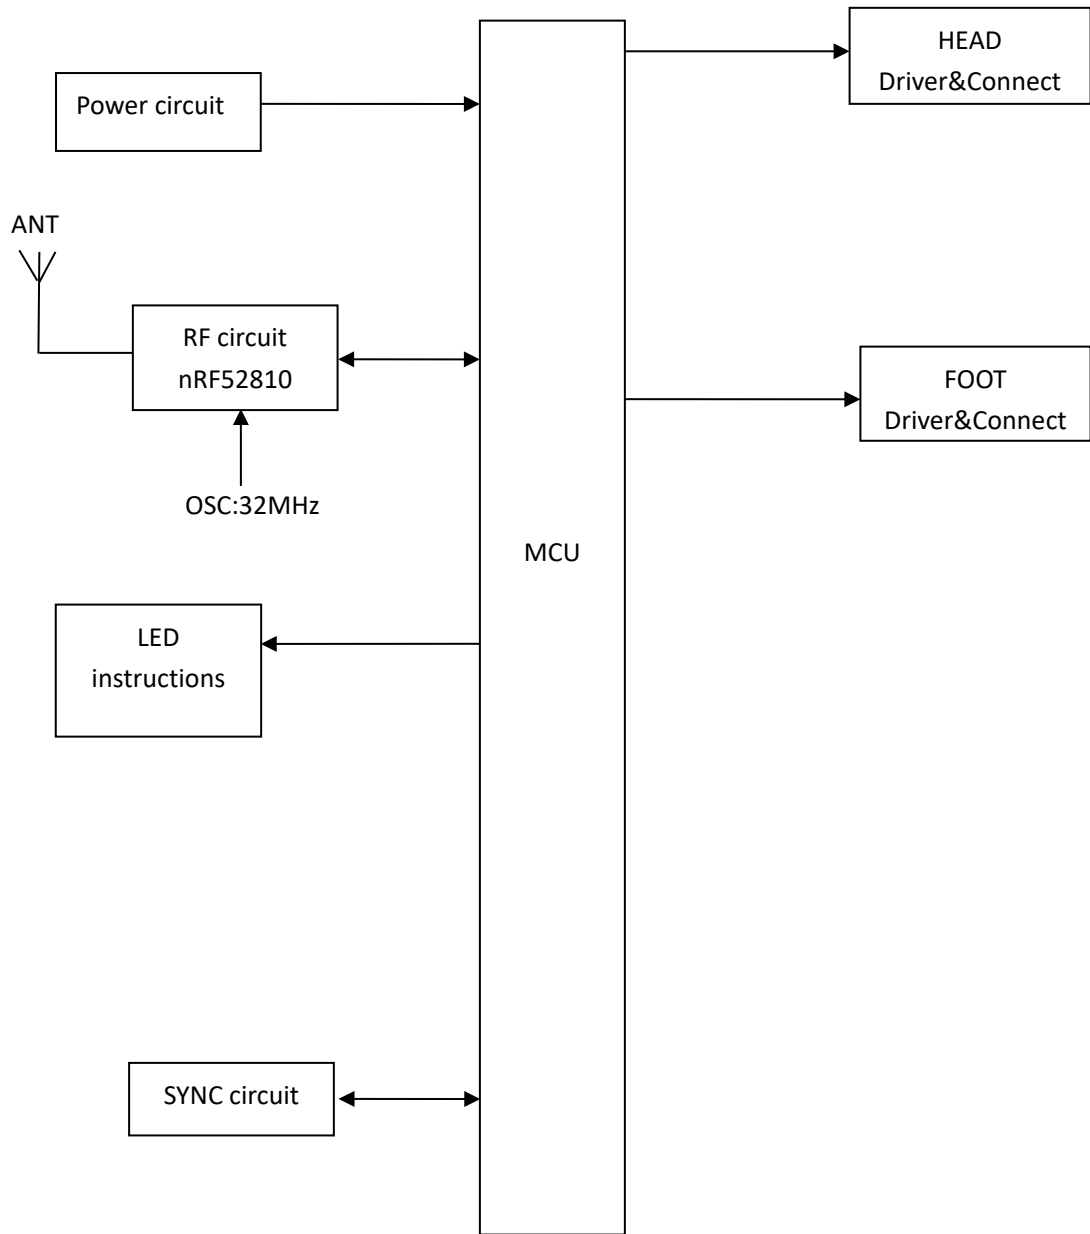 HEAD
Driver&Connect
Power circuit
ANT
RF circuit
nRF52810
FOOT
Driver&Connect
OSC:32MHz
MCU
LED
instructions
SYNC circuit